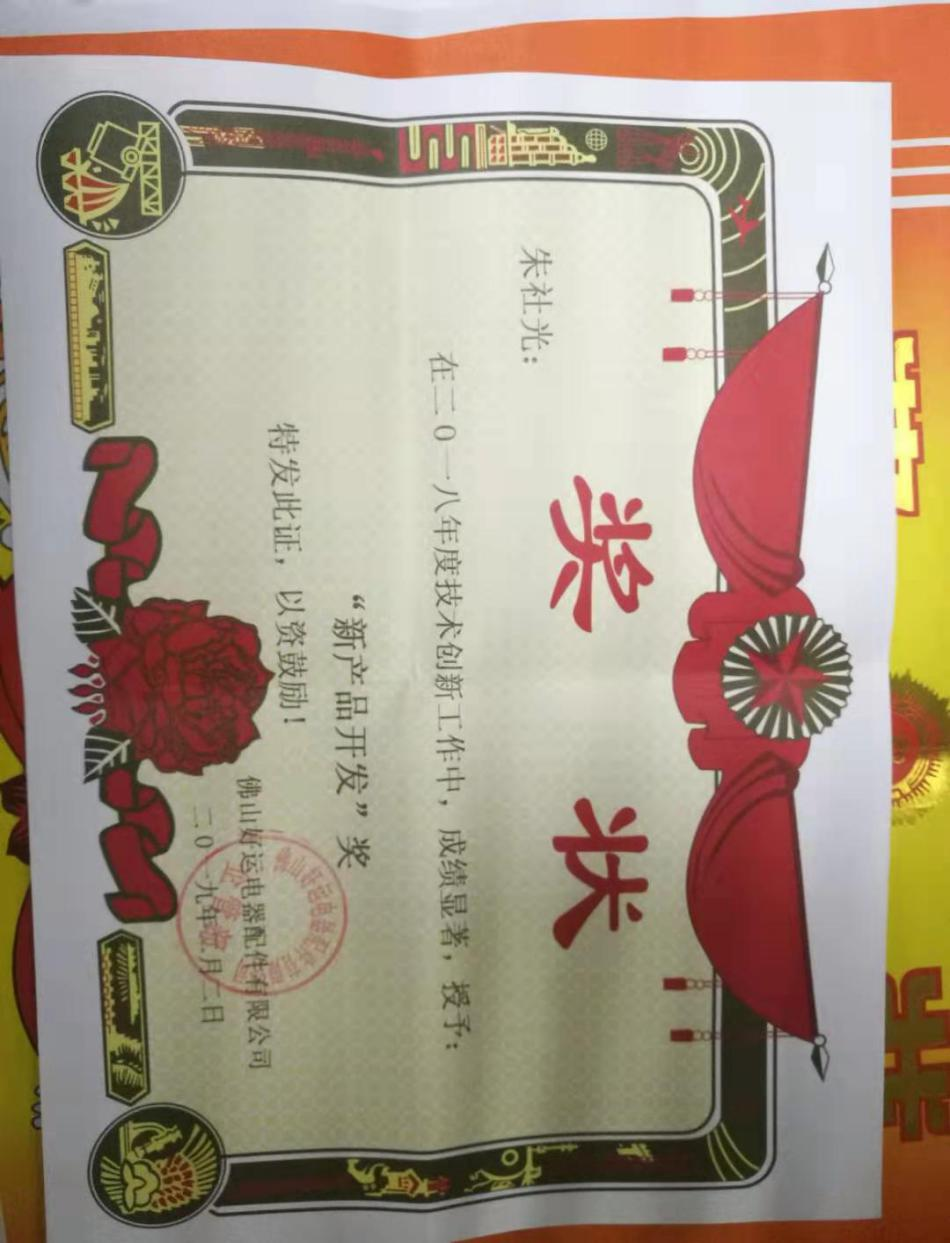 奖状
朱社光：
在二0一八年度技术创新工作中，成绩显著，授予：
“新产品开发”奖
特发此证，以资鼓励！
佛山好运电器配件有限公司
二0一九年二月二日